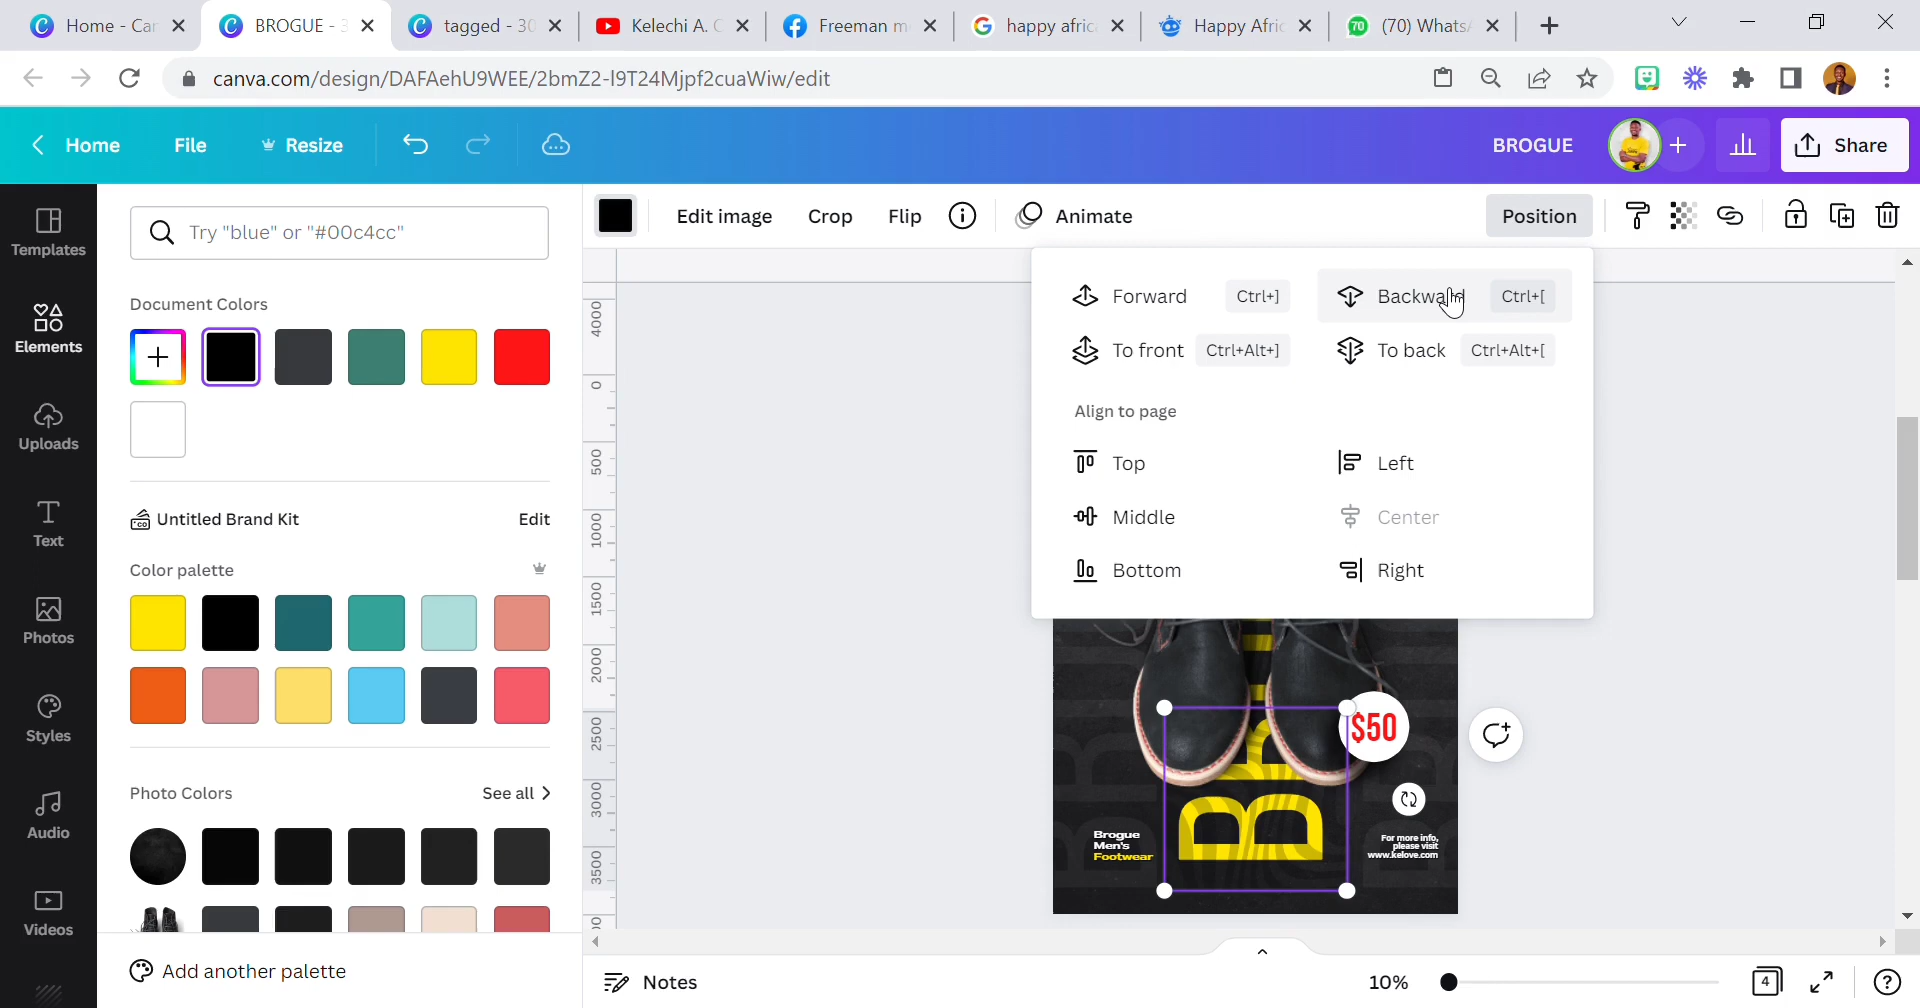 Home - Can
BROGUE - 3
tagged - 30
Kelechi A. C
Freeman m
happy africa
Happy Afric
(70) WhatsA
canva.com/design/DAFAehU9WEE/2bmZ2-l9T24Mjpf2cuaWiw/edit
Home
File
Resize
BROGUE
Share
Templates
Elements
Uploads
Text
Photos
Styles
Audio
Videos
Try "blue" or "#00c4cc"
Document Colors
Untitled Brand Kit
Edit
Color palette
Photo Colors
See all
Add another palette
Edit image
Crop
Flip
Animate
Position
Forward
Ctrl+]
Backward
Ctrl+[
To front
Ctrl+Alt+]
To back
Ctrl+Alt+[
Align to page
Top
Left
Middle
Center
Bottom
Right
4000
0
500
1000
1500
2000
2500
3000
3500
$50
Brogue
Men's
Footwear
For more info,
please visit
www.kelove.com
Notes
10%
4